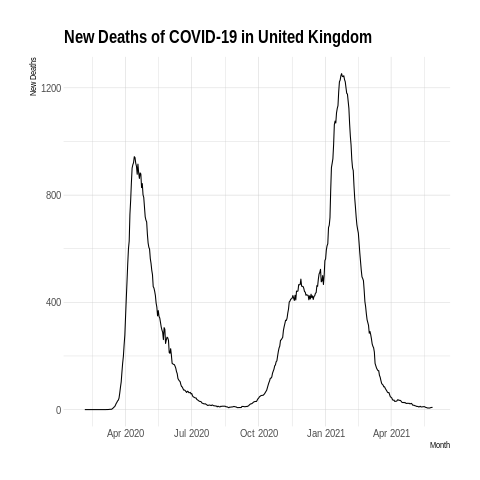 New Deaths of COVID-19 in United Kingdom
New Deaths
1200
800
400
0
Apr 2020 Jul 2020 Oct 2020 Jan 2021 Apr 2021
Month